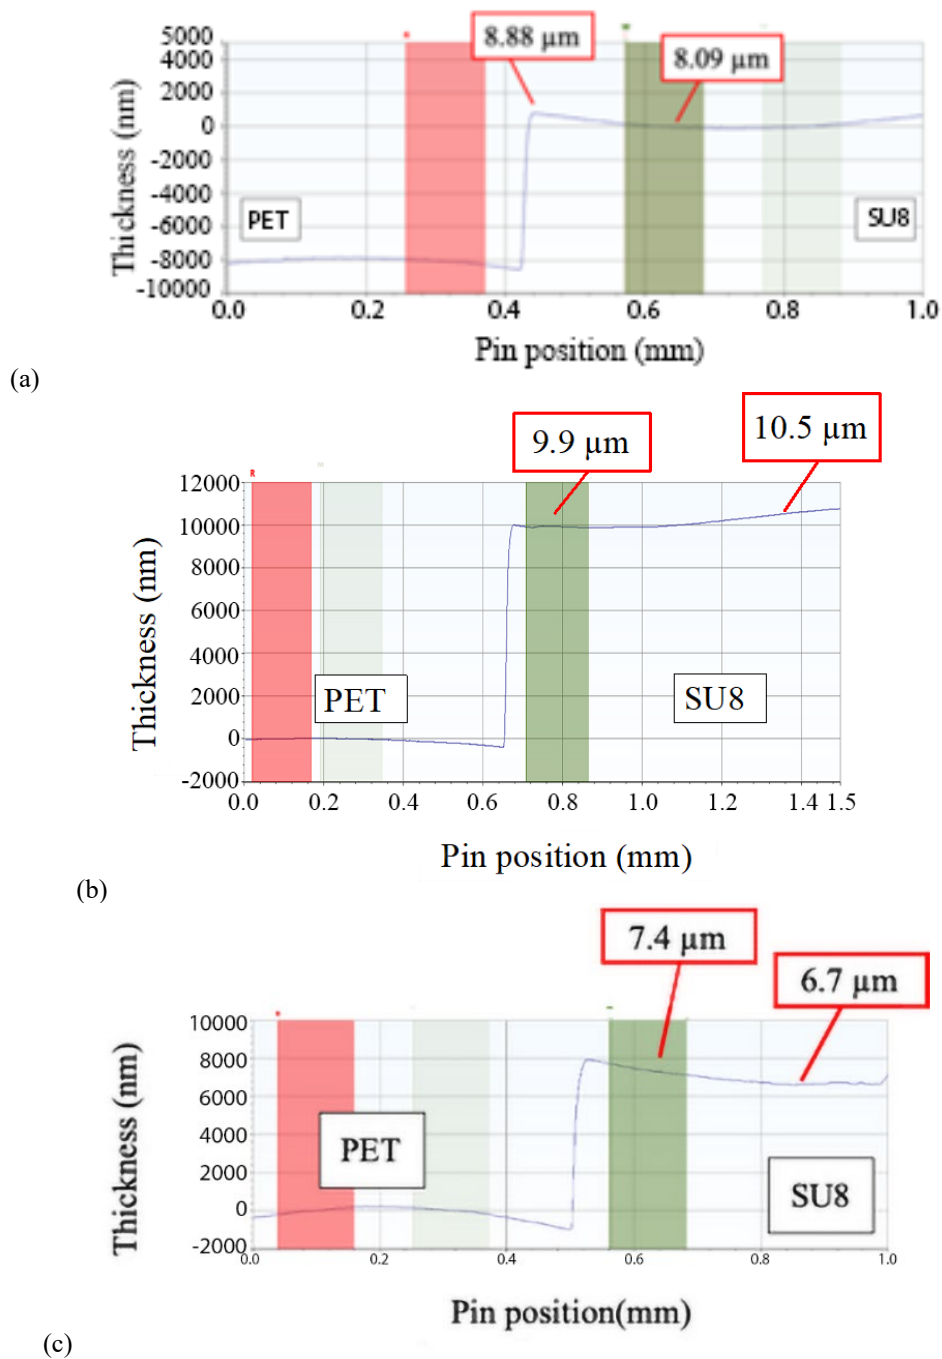 8.88 µm
8.09 µm
5000
4000
2000
0
-2000
-4000
-6000
-8000
-10000
Thickness (nm)
PET
SU8
0.0 0.2 0.4 0.6 0.8 1.0
Pin position (mm)
(a)
9.9 µm
10.5 µm
R
12000
10000
8000
6000
4000
2000
0
-2000
Thickness (nm)
PET
SU8
0.0 0.2 0.4 0.6 0.8 1.0 1.2 1.4 1.5
Pin position (mm)
(b)
7.4 µm
6.7 µm
10000
8000
6000
4000
2000
0
-2000
Thickness (nm)
PET
SU8
0.0 0.2 0.4 0.6 0.8 1.0
Pin position(mm)
(c)